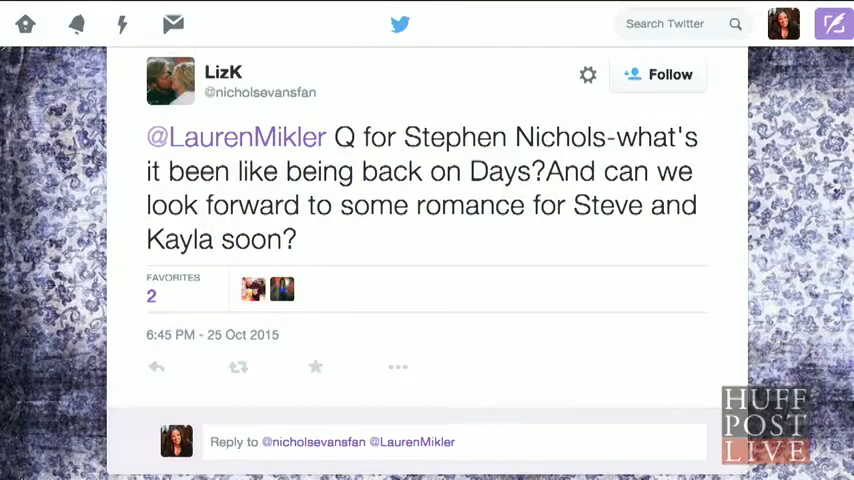 Search Twitter
LizK
@nicholsevansfan
Follow
@LaurenMikler Q for Stephen Nichols-what's
it been like being back on Days?And can we
look forward to some romance for Steve and
Kayla soon?
FAVORITES
2
6:45 PM - 25 Oct 2015
Reply to @nicholsevansfan @LaurenMikler
HUFF
POST
LIVE